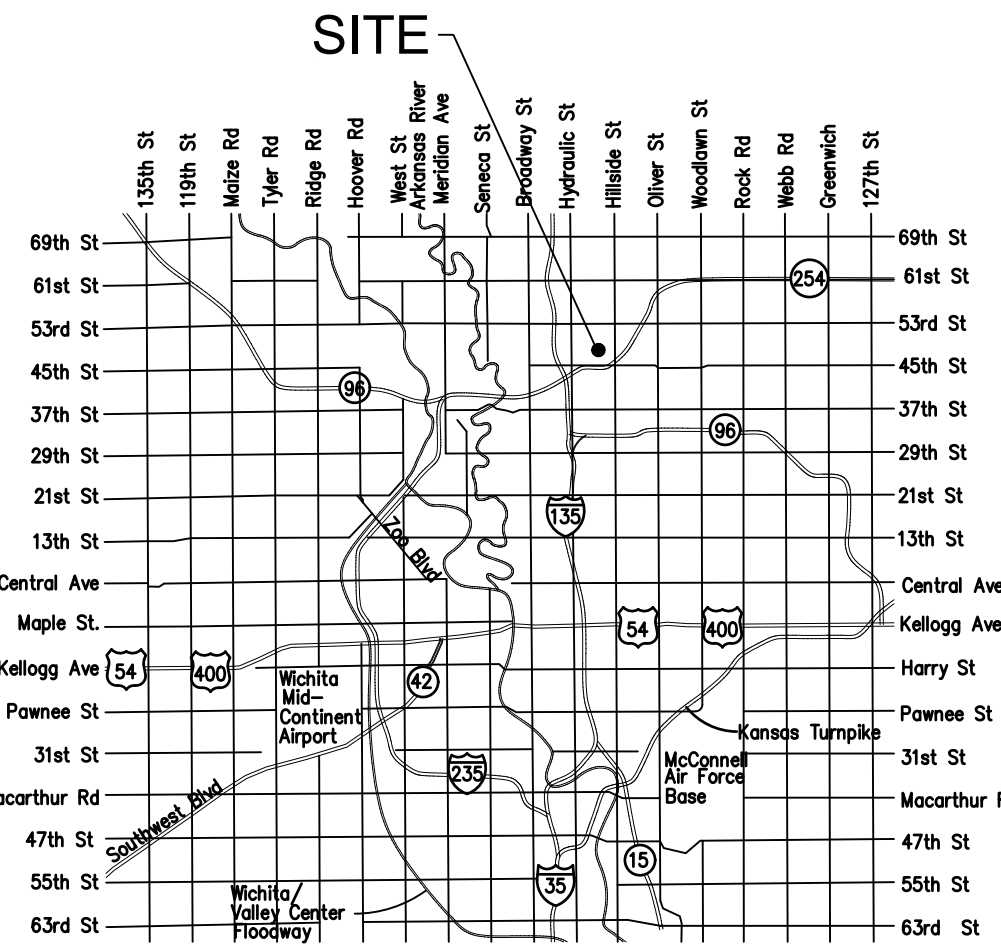 SITE
135th St
119th St
Maize Rd
Tyler Rd
Ridge Rd
Hoover Rd
West St
Arkansas River
Meridian Ave
Seneca St
Broadway St
Hydraulic St
Hillside St
Oliver St
Woodlawn St
Rock Rd
Webb Rd
Greenwich
127th St
69th St
69th St
61st St
61st St
254
53rd St
53rd St
45th St
45th St
96
37th St
37th St
96
29th St
29th St
21st St
21st St
135
13th St
13th St
Zoo Blvd
Central Ave
Central Ave
Maple St.
54
400
Kellogg Ave
Kellogg Ave
54
400
Harry St
Wichita
Mid-
Continent
Airport
42
Pawnee St
Pawnee St
Kansas Turnpike
31st St
31st St
235
McConnell
Air Force
Base
acarthur Rd
Macarthur R
Southwest Blvd
47th St
47th St
15
55th St
55th St
35
Wichita/
Valley Center
Floodway
63rd St
63rd St